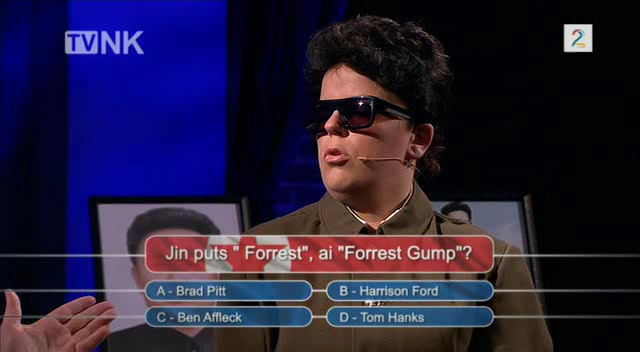 TVNK
2
Jin puts " Forrest", ai "Forrest Gump"?
A - Brad Pitt
B - Harrison Ford
C - Ben Affleck
D - Tom Hanks